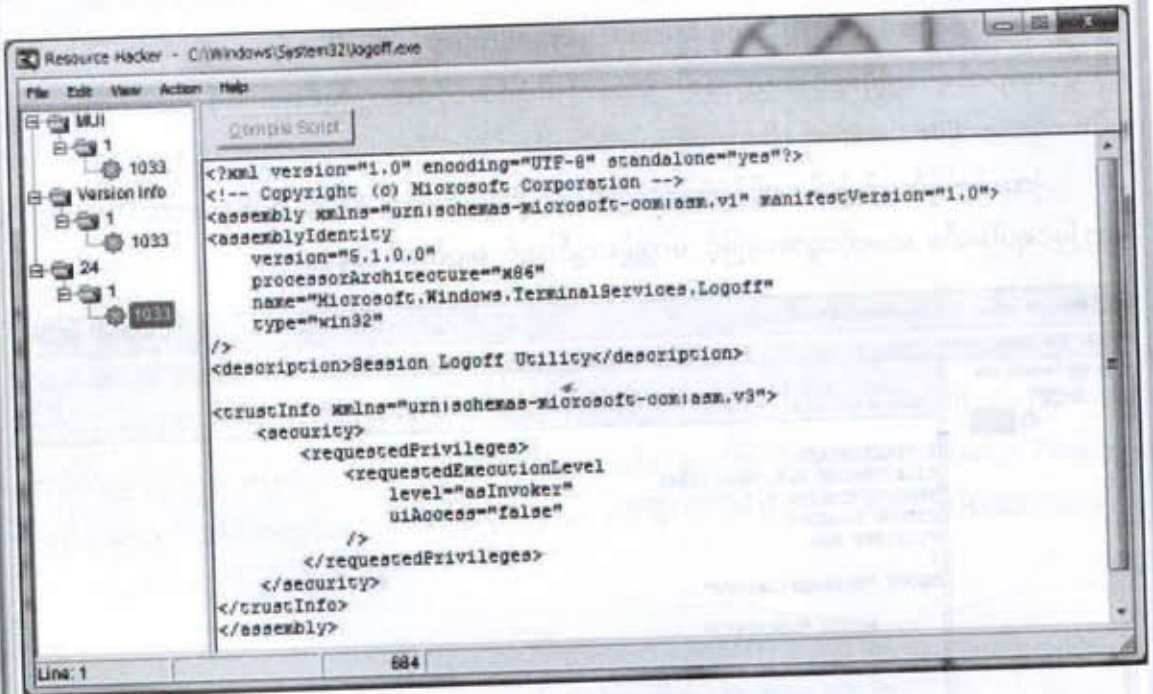 Resource Hacker - C:\Windows\System32\logoff.exe
File Edit View Action Help
MUI
1
1033
Version Info
1
1033
24
1
1033
Compile Script
<?xml version="1.0" encoding="UTF-8" standalone="yes"?>
<!-- Copyright (c) Microsoft Corporation -->
<assembly xmlns="urn:schemas-microsoft-com:asm.v1" manifestVersion="1.0">
<assemblyIdentity
version="5.1.0.0"
processorArchitecture="x86"
name="Microsoft.Windows.TerminalServices.Logoff"
type="win32"
/>
<description>Session Logoff Utility</description>
<trustInfo xmlns="urn:schemas-microsoft-com:asm.v3">
<security>
<requestedPrivileges>
<requestedExecutionLevel
level="asInvoker"
uiAccess="false"
/>
</requestedPrivileges>
</security>
</trustInfo>
</assembly>
Line: 1
684